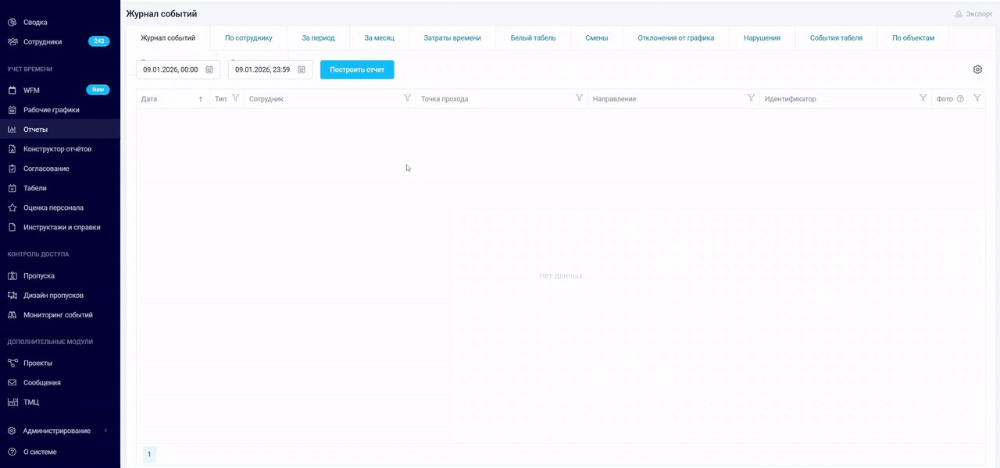 Сводка
Сотрудники 243
УЧЕТ ВРЕМЕНИ
WFM New
Рабочие графики
Отчеты
Конструктор отчётов
Согласование
Табели
Оценка персонала
Инструктажи и справки
КОНТРОЛЬ ДОСТУПА
Пропуска
Дизайн пропусков
Мониторинг событий
ДОПОЛНИТЕЛЬНЫЕ МОДУЛИ
Проекты
Сообщения
ТМЦ
Администрирование
О системе
Журнал событий Экспорт
Журнал событий По сотруднику За период За месяц Затраты времени Белый табель Смены Отклонения от графика Нарушения События табеля По объектам
09.01.2026, 00:00 09.01.2026, 23:59 Построить отчет
Дата Тип Сотрудник Точка прохода Направление Идентификатор Фото
Нет данных
1